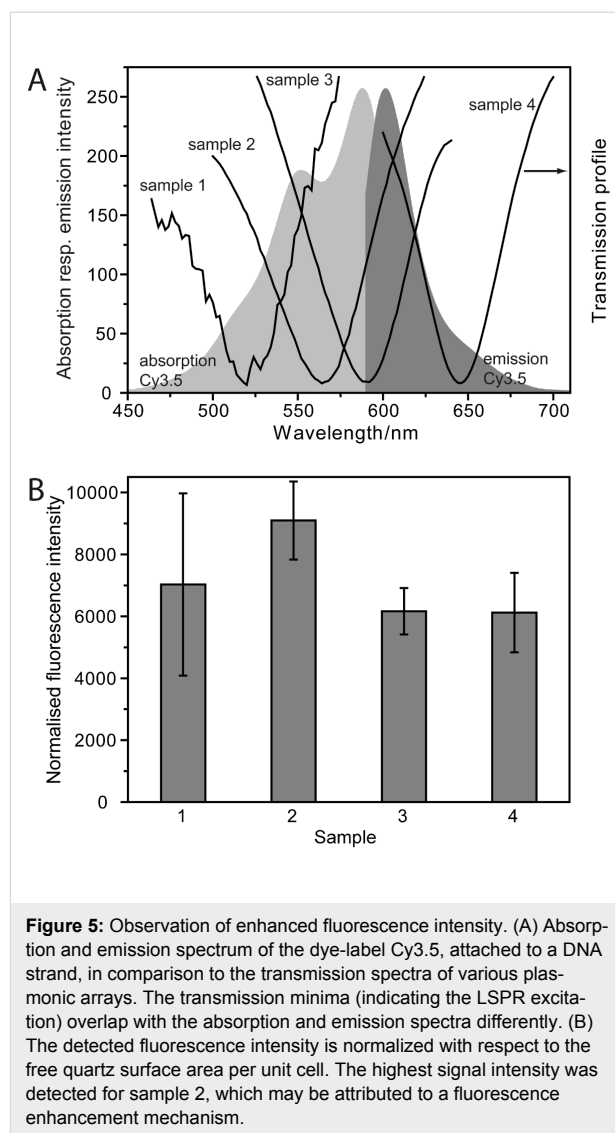 A
sample 3
sample 4
sample 2
sample 1
250
200
150
100
50
0
Absorption resp. emission intensity
Transmission profile
absorption
Cy3.5
emission
Cy3.5
450 500 550 600 650 700
Wavelength/nm
B
10000
8000
6000
4000
2000
0
Normalised fluorescence intensity
1 2 3 4
Sample
Figure 5: Observation of enhanced fluorescence intensity. (A) Absorp-
tion and emission spectrum of the dye-label Cy3.5, attached to a DNA
strand, in comparison to the transmission spectra of various plas-
monic arrays. The transmission minima (indicating the LSPR excita-
tion) overlap with the absorption and emission spectra differently. (B)
The detected fluorescence intensity is normalized with respect to the
free quartz surface area per unit cell. The highest signal intensity was
detected for sample 2, which may be attributed to a fluorescence
enhancement mechanism.